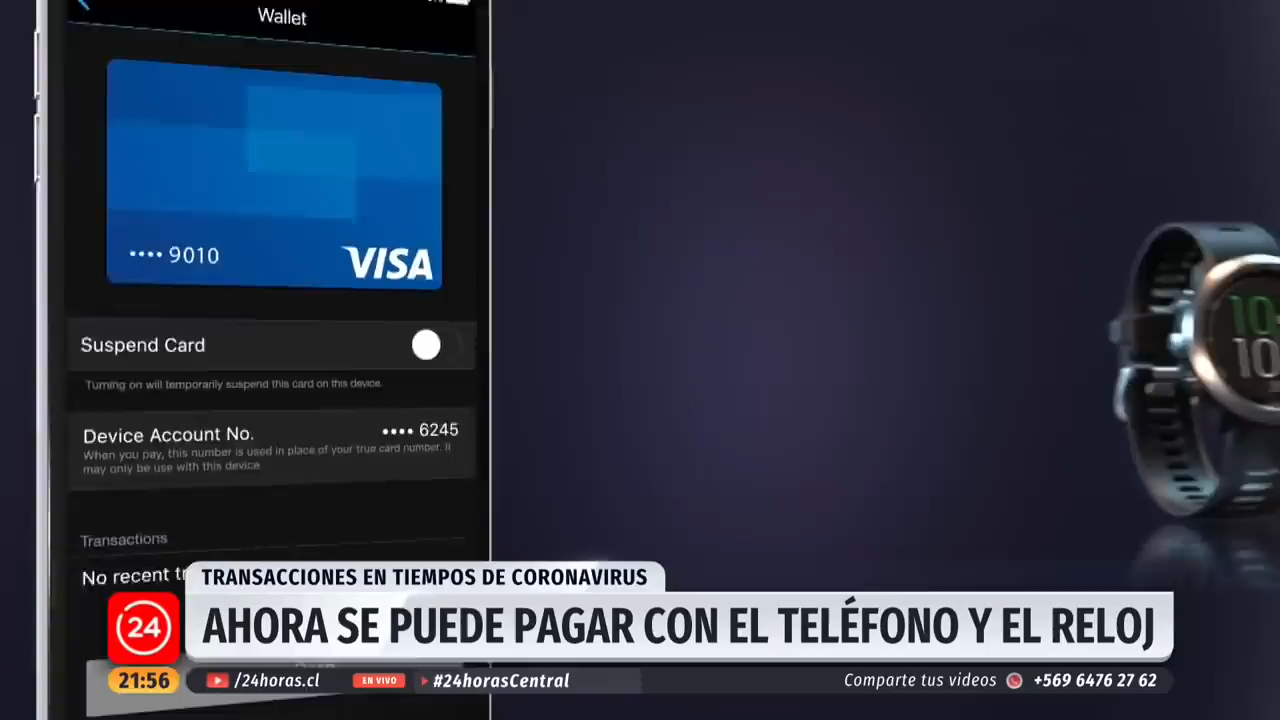 Wallet
•••• 9010
VISA
Suspend Card
Turning on will temporarily suspend this card on this device.
Device Account No.
•••• 6245
When you pay, this number is used in place of your true card number. It
may only be use with this device
Transactions
No recent tr
10
10
TRANSACCIONES EN TIEMPOS DE CORONAVIRUS
24
AHORA SE PUEDE PAGAR CON EL TELÉFONO Y EL RELOJ
21:56
/24horas.cl
EN VIVO
#24horasCentral
Comparte tus videos
+569 6476 27 62